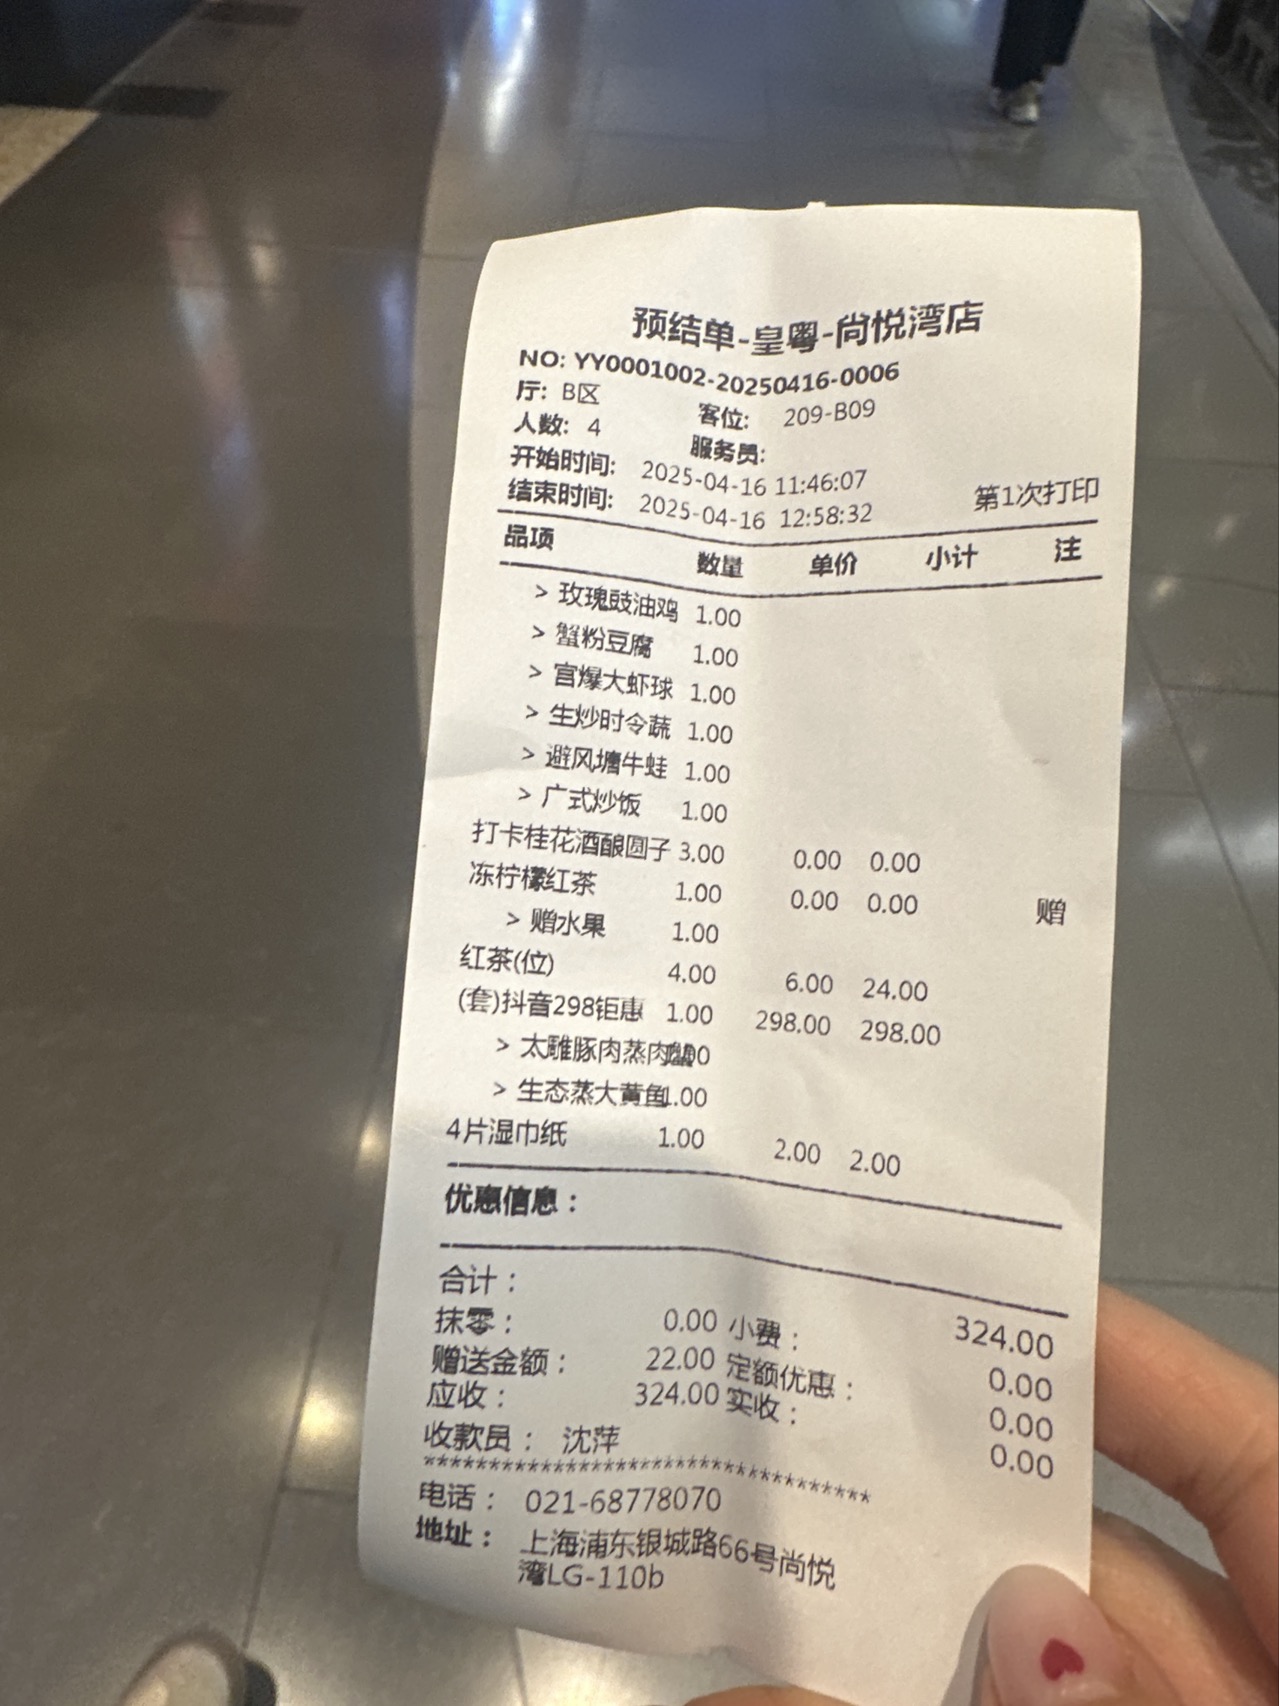 预结单-皇粤-尚悦湾店
NO: YY0001002-20250416-0006
厅: B区 客位: 209-B09
人数: 4 服务员:
开始时间: 2025-04-16 11:46:07
结束时间: 2025-04-16 12:58:32 第1次打印
品项 数量 单价 小计 注
> 玫瑰豉油鸡 1.00
> 蟹粉豆腐 1.00
> 宫爆大虾球 1.00
> 生炒时令蔬 1.00
> 避风塘牛蛙 1.00
> 广式炒饭 1.00
打卡桂花酒酿圆子 3.00 0.00 0.00
冻柠檬红茶 1.00 0.00 0.00 赠
> 赠水果 1.00
红茶(位) 4.00 6.00 24.00
(套)抖音298钜惠 1.00 298.00 298.00
> 太雕豚肉蒸肉
> 生态蒸大黄鱼1.00
4片湿巾纸 1.00 2.00 2.00
优惠信息：
合计： 324.00
抹零： 0.00 小费： 0.00
赠送金额： 22.00 定额优惠： 0.00
应收： 324.00 实收： 0.00
收款员： 沈萍
***********************************
电话： 021-68778070
地址： 上海浦东银城路66号尚悦
湾LG-110b